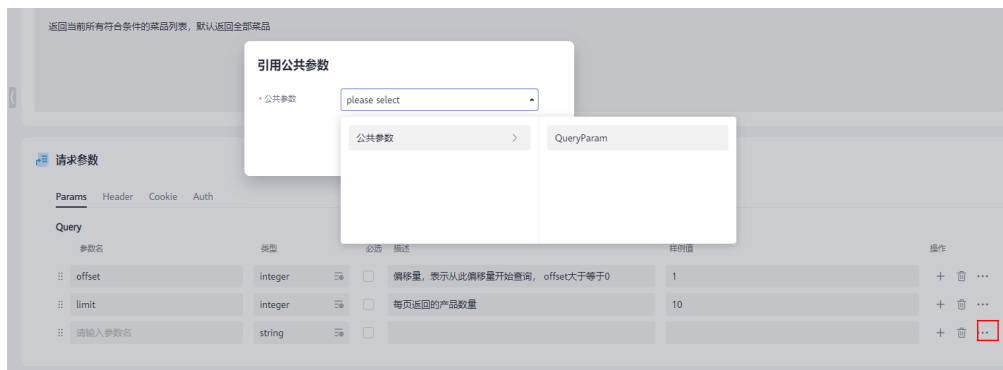 返回当前所有符合条件的菜品列表，默认返回全部菜品
引用公共参数
* 公共参数 please select
公共参数 QueryParam
请求参数
Params Header Cookie Auth
Query
参数名 类型 必选 描述 样例值 操作
offset integer 偏移量，表示从此偏移量开始查询， offset大于等于0 1
limit integer 每页返回的产品数量 10
请输入参数名 string